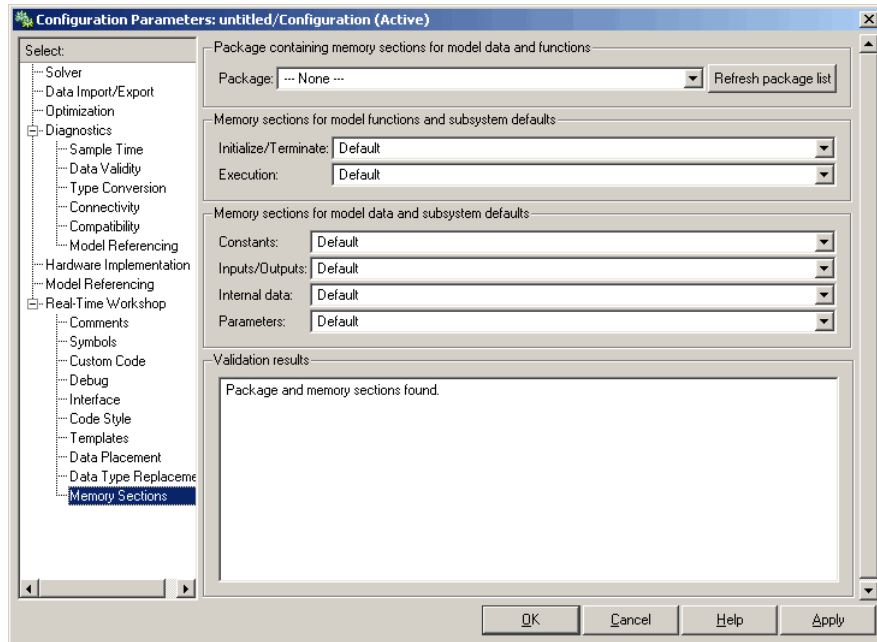 Configuration Parameters: untitled/Configuration (Active)
Select:
Solver
Data Import/Export
Optimization
Diagnostics
Sample Time
Data Validity
Type Conversion
Connectivity
Compatibility
Model Referencing
Hardware Implementation
Model Referencing
Real-Time Workshop
Comments
Symbols
Custom Code
Debug
Interface
Code Style
Templates
Data Placement
Data Type Replaceme
Memory Sections
Package containing memory sections for model data and functions
Package: --- None --- Refresh package list
Memory sections for model functions and subsystem defaults
Initialize/Terminate: Default
Execution: Default
Memory sections for model data and subsystem defaults
Constants: Default
Inputs/Outputs: Default
Internal data: Default
Parameters: Default
Validation results
Package and memory sections found.
OK Cancel Help Apply